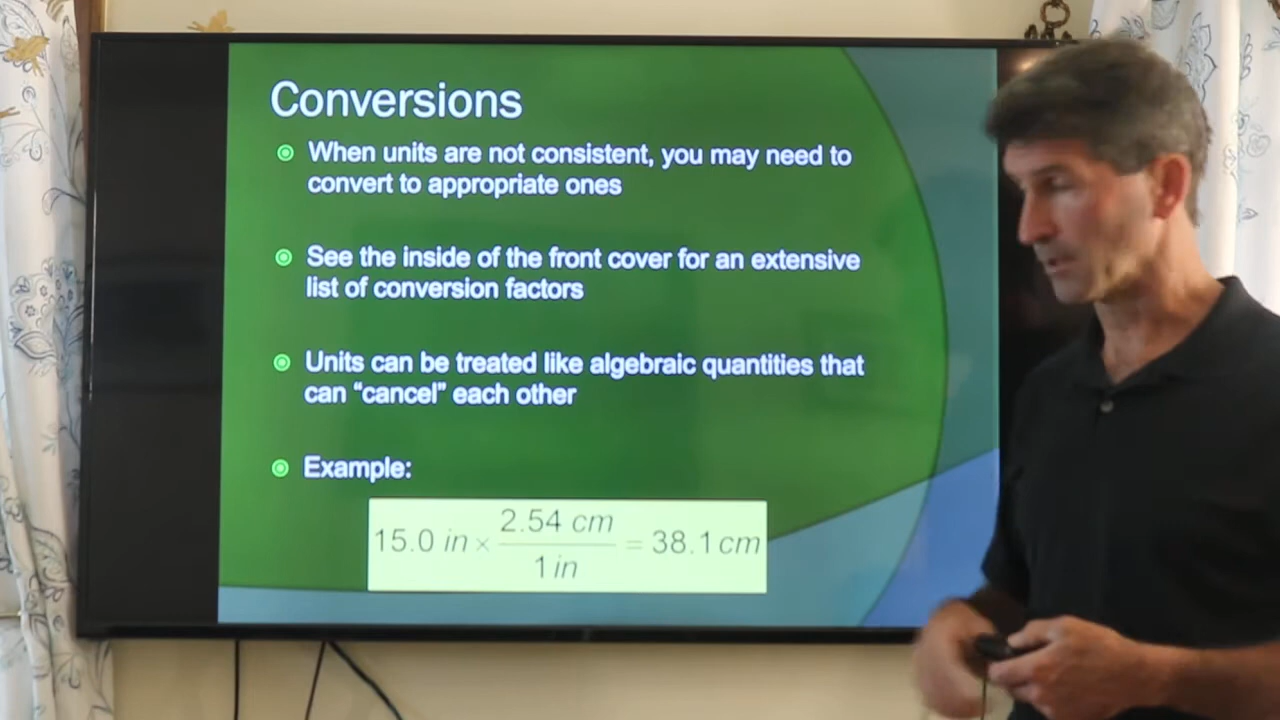 Conversions
When units are not consistent, you may need to
convert to appropriate ones
See the inside of the front cover for an extensive
list of conversion factors
Units can be treated like algebraic quantities that
can “cancel” each other
Example:
15.0 in × 2.54 cm / 1 in = 38.1 cm